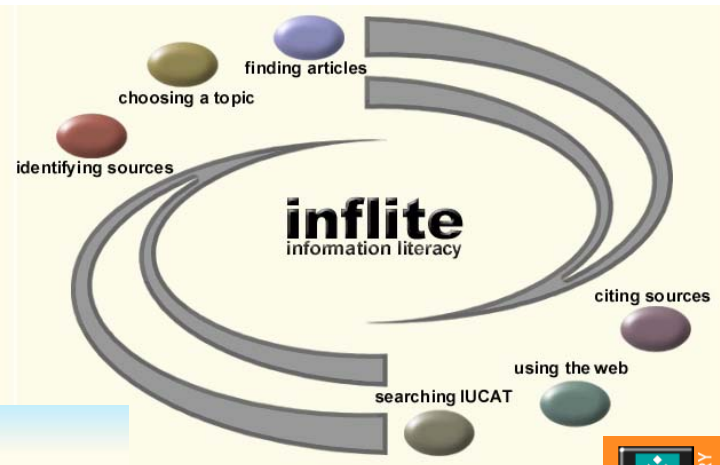 finding articles
choosing a topic
identifying sources
inflite
information literacy
citing sources
using the web
searching IUCAT